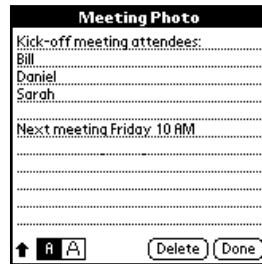 Meeting Photo
Kick-off meeting attendees:
Bill
Daniel
Sarah
Next meeting Friday 10 AM
A A Delete Done